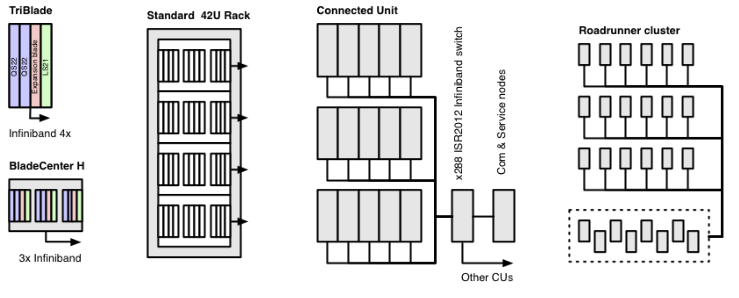 TriBlade
QS22
QS22
Expansion blade
LS21
Infiniband 4x
BladeCenter H
3x Infiniband
Standard 42U Rack
Connected Unit
x288 ISR2012 Infiniband switch
Com & Service nodes
Other CUs
Roadrunner cluster